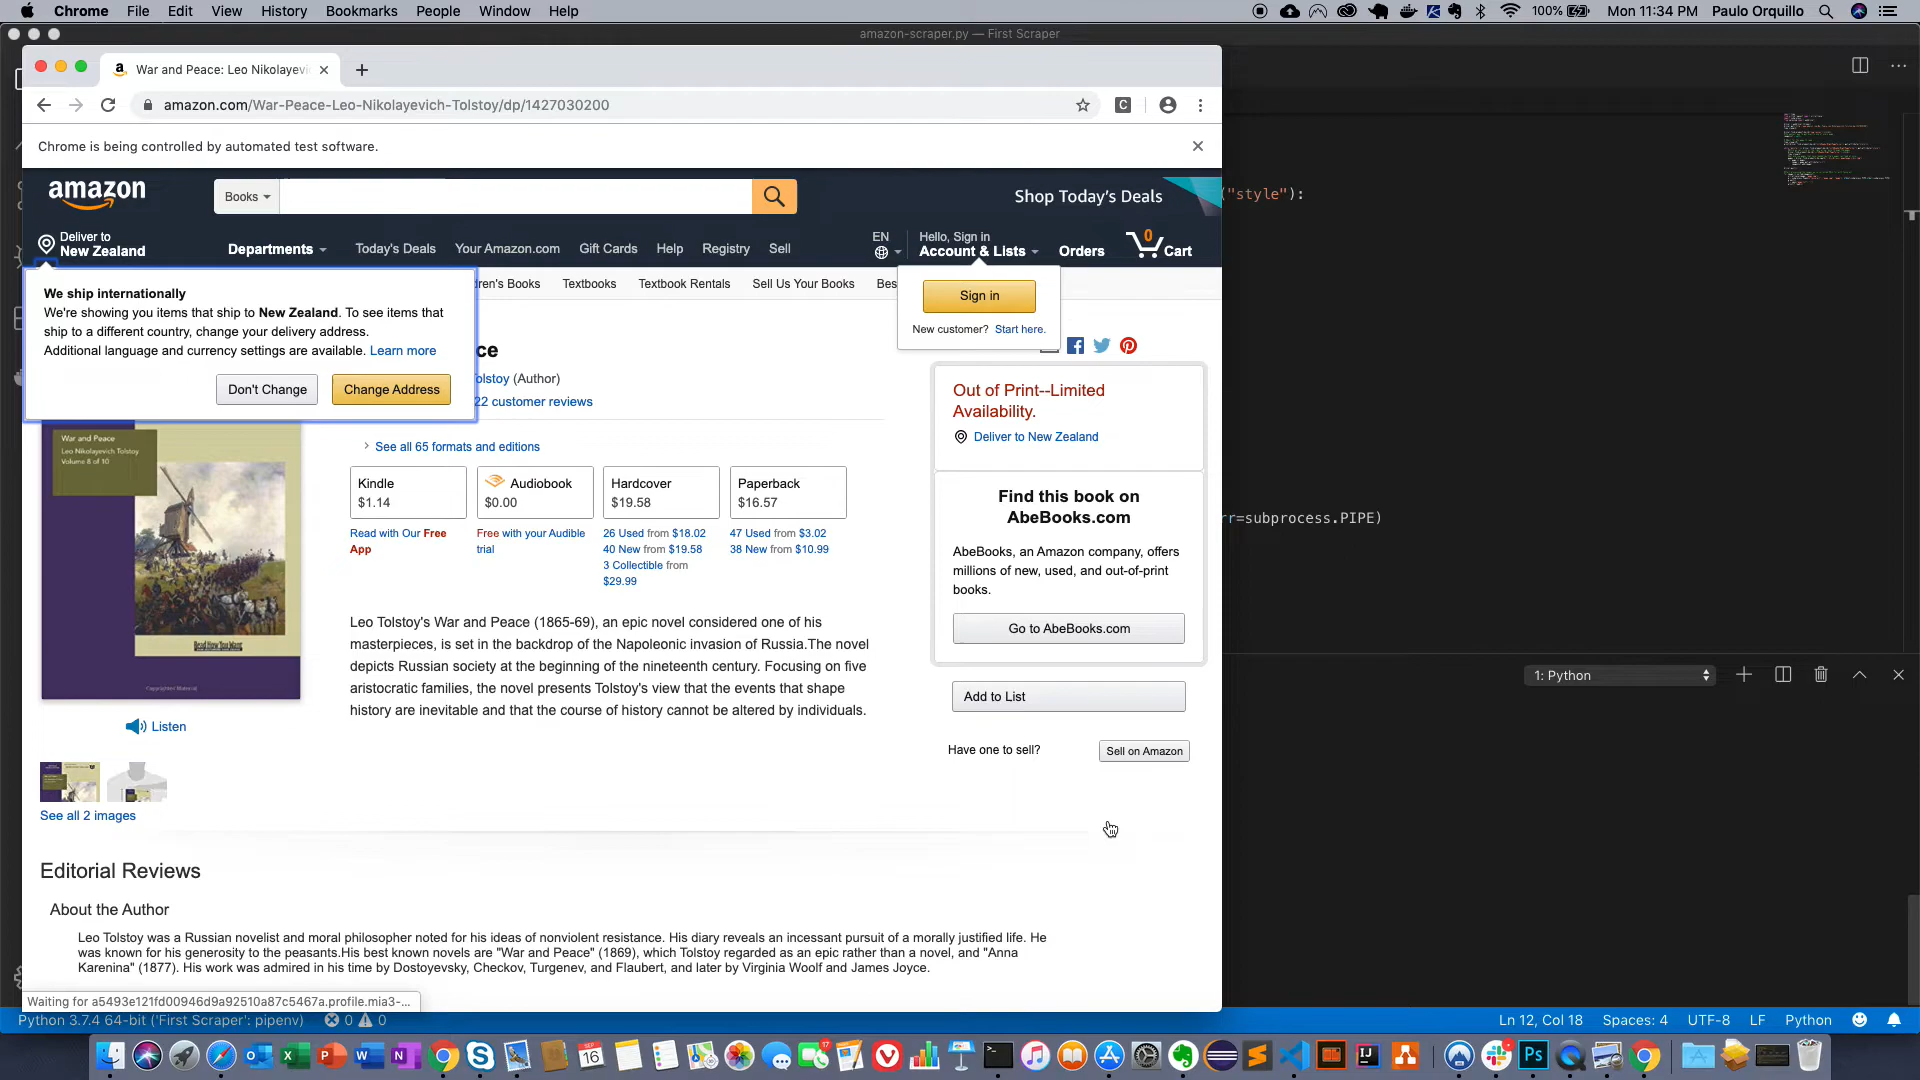 Chrome File Edit View History Bookmarks People Window Help 100% Mon 11:34 PM Paulo Orquillo
amazon-scraper.py — First Scraper
War and Peace: Leo Nikolayevi
amazon.com/War-Peace-Leo-Nikolayevich-Tolstoy/dp/1427030200
Chrome is being controlled by automated test software.
amazon
Books
Shop Today's Deals
"style"):
Deliver to
New Zealand
Departments
Today's Deals Your Amazon.com Gift Cards Help Registry Sell
EN
Hello, Sign in
Account & Lists
Orders
0
Cart
ren's Books Textbooks Textbook Rentals Sell Us Your Books Bes
We ship internationally
We're showing you items that ship to New Zealand. To see items that
ship to a different country, change your delivery address.
Additional language and currency settings are available. Learn more
Don't Change Change Address
Sign in
New customer? Start here.
ce
olstoy (Author)
22 customer reviews
See all 65 formats and editions
Kindle
$1.14
Read with Our Free
App
Audiobook
$0.00
Free with your Audible
trial
Hardcover
$19.58
26 Used from $18.02
40 New from $19.58
3 Collectible from
$29.99
Paperback
$16.57
47 Used from $3.02
38 New from $10.99
Out of Print--Limited
Availability.
Deliver to New Zealand
Find this book on
AbeBooks.com
AbeBooks, an Amazon company, offers
millions of new, used, and out-of-print
books.
Go to AbeBooks.com
Add to List
Have one to sell?
Sell on Amazon
rr=subprocess.PIPE)
1: Python
War and Peace
Leo Nikolayevich Tolstoy
Volume 8 of 10
Read How You Want
Copyrighted Material
Leo Tolstoy's War and Peace (1865-69), an epic novel considered one of his
masterpieces, is set in the backdrop of the Napoleonic invasion of Russia.The novel
depicts Russian society at the beginning of the nineteenth century. Focusing on five
aristocratic families, the novel presents Tolstoy's view that the events that shape
history are inevitable and that the course of history cannot be altered by individuals.
Listen
See all 2 images
Editorial Reviews
About the Author
Leo Tolstoy was a Russian novelist and moral philosopher noted for his ideas of nonviolent resistance. His diary reveals an incessant pursuit of a morally justified life. He
was known for his generosity to the peasants.His best known novels are "War and Peace" (1869), which Tolstoy regarded as an epic rather than a novel, and "Anna
Karenina" (1877). His work was admired in his time by Dostoyevsky, Checkov, Turgenev, and Flaubert, and later by Virginia Woolf and James Joyce.
Waiting for a5493e121fd00946d9a92510a87c5467a.profile.mia3-...
Python 3.7.4 64-bit ('First Scraper': pipenv) 0 0
Ln 12, Col 18 Spaces: 4 UTF-8 LF Python
SEP
16
17
Ps
IJ